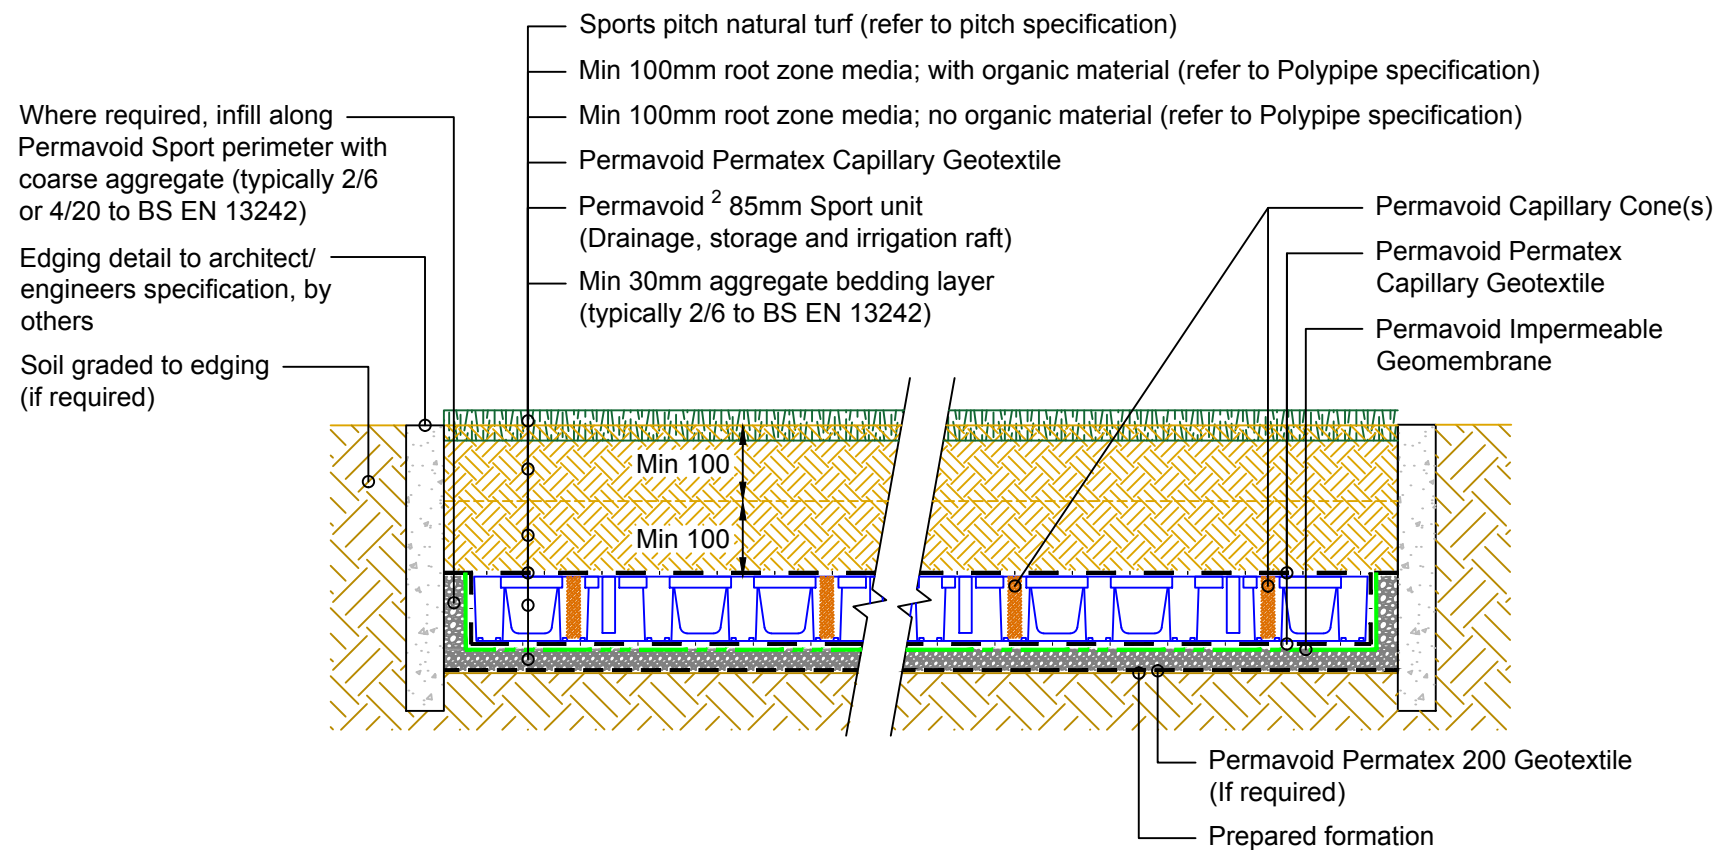 Sports pitch natural turf (refer to pitch specification)
Min 100mm root zone media; with organic material (refer to Polypipe specification)
Min 100mm root zone media; no organic material (refer to Polypipe specification)
Permavoid Permatex Capillary Geotextile
Permavoid 2 85mm Sport unit
(Drainage, storage and irrigation raft)
Min 30mm aggregate bedding layer
(typically 2/6 to BS EN 13242)
Where required, infill along
Permavoid Sport perimeter with
coarse aggregate (typically 2/6
or 4/20 to BS EN 13242)
Edging detail to architect/
engineers specification, by
others
Soil graded to edging
(if required)
Permavoid Capillary Cone(s)
Permavoid Permatex
Capillary Geotextile
Permavoid Impermeable
Geomembrane
Min 100
Min 100
Permavoid Permatex 200 Geotextile
(If required)
Prepared formation